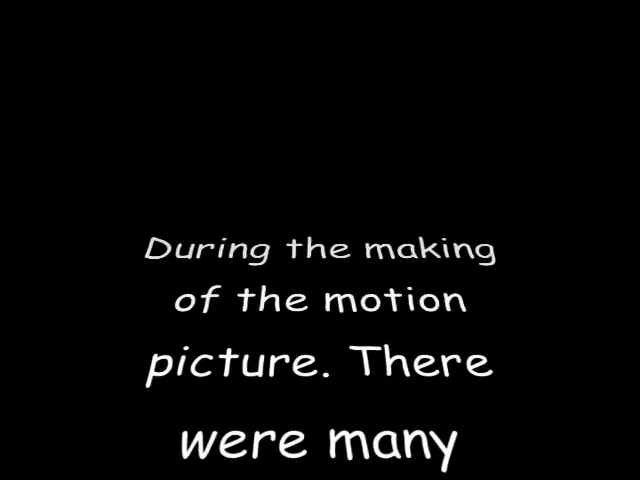 During the making
of the motion
picture. There
were many